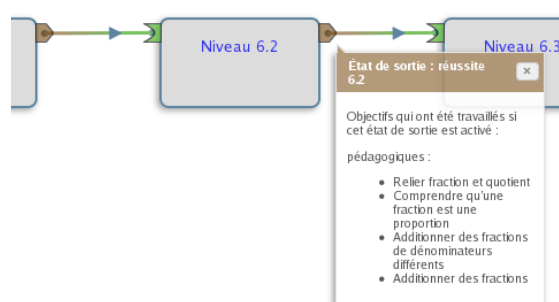 Niveau 6.2
Niveau 6.3
État de sortie : réussite
6.2
×
Objectifs qui ont été travaillés si
cet état de sortie est activé :
pédagogiques :
• Relier fraction et quotient
• Comprendre qu'une
fraction est une
proportion
• Additionner des fractions
de dénominateurs
différents
• Additionner des fractions